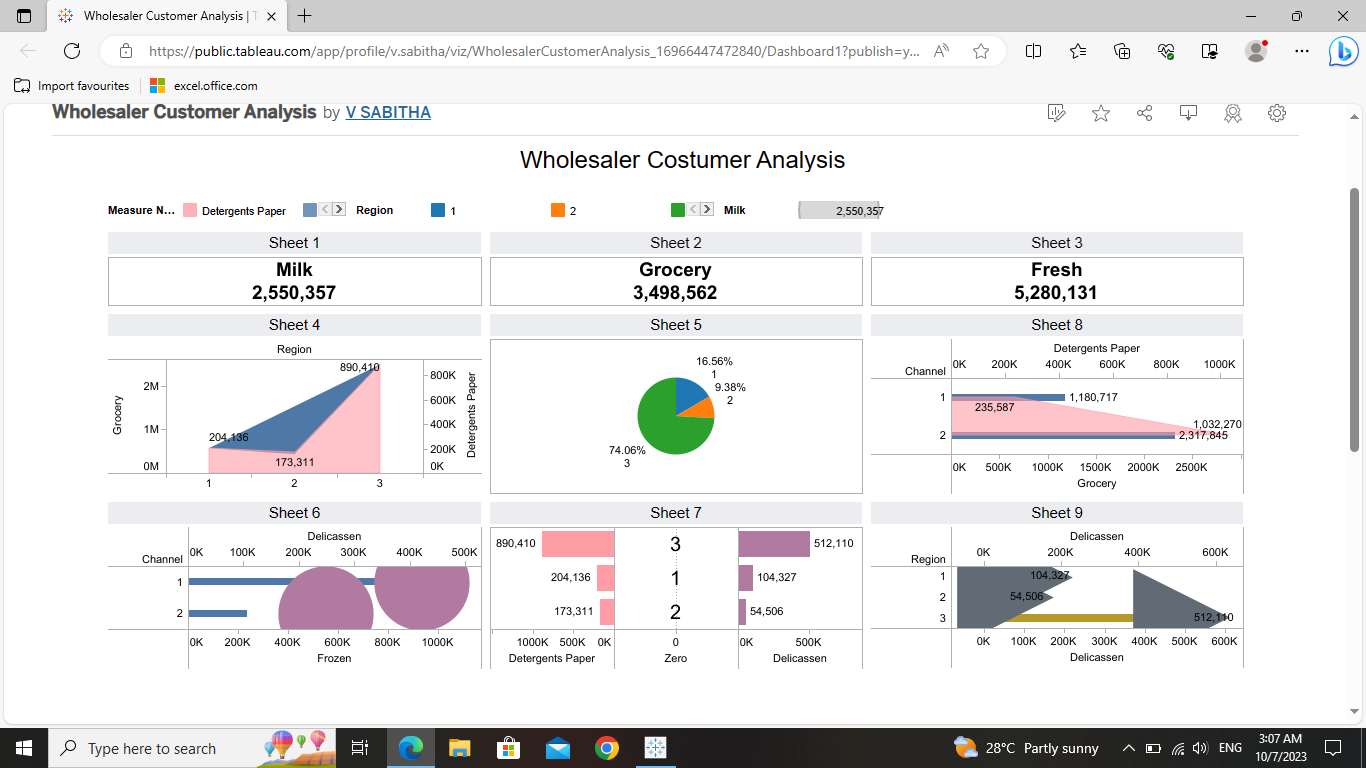 Wholesaler Customer Analysis | T
https://public.tableau.com/app/profile/v.sabitha/viz/WholesalerCustomerAnalysis_16966447472840/Dashboard1?publish=y...
Import favourites
excel.office.com
Wholesaler Customer Analysis by V SABITHA
Wholesaler Costumer Analysis
Measure N... Detergents Paper Region 1 2 Milk 2,550,357
Sheet 1 Sheet 2 Sheet 3
Milk Grocery Fresh
2,550,357 3,498,562 5,280,131
Sheet 4
Region
890,410
204,136
173,311
2M
1M
0M
Grocery
800K
600K
400K
200K
0K
Detergents Paper
1 2 3
Sheet 5
16.56%
1
9.38%
2
74.06%
3
Sheet 8
Detergents Paper
Channel 0K 200K 400K 600K 800K 1000K
1 1,180,717
235,587
1,032,270
2 2,317,845
0K 500K 1000K 1500K 2000K 2500K
Grocery
Sheet 6
Delicassen
Channel 0K 100K 200K 300K 400K 500K
1
2
0K 200K 400K 600K 800K 1000K
Frozen
Sheet 7
890,410 3 512,110
204,136 1 104,327
173,311 2 54,506
1000K 500K 0K 0 0K 500K
Detergents Paper Zero Delicassen
Sheet 9
Delicassen
Region 0K 200K 400K 600K
1 104,327
2 54,506
3 512,110
0K 100K 200K 300K 400K 500K 600K
Delicassen
Type here to search
28°C Partly sunny
ENG
3:07 AM
10/7/2023